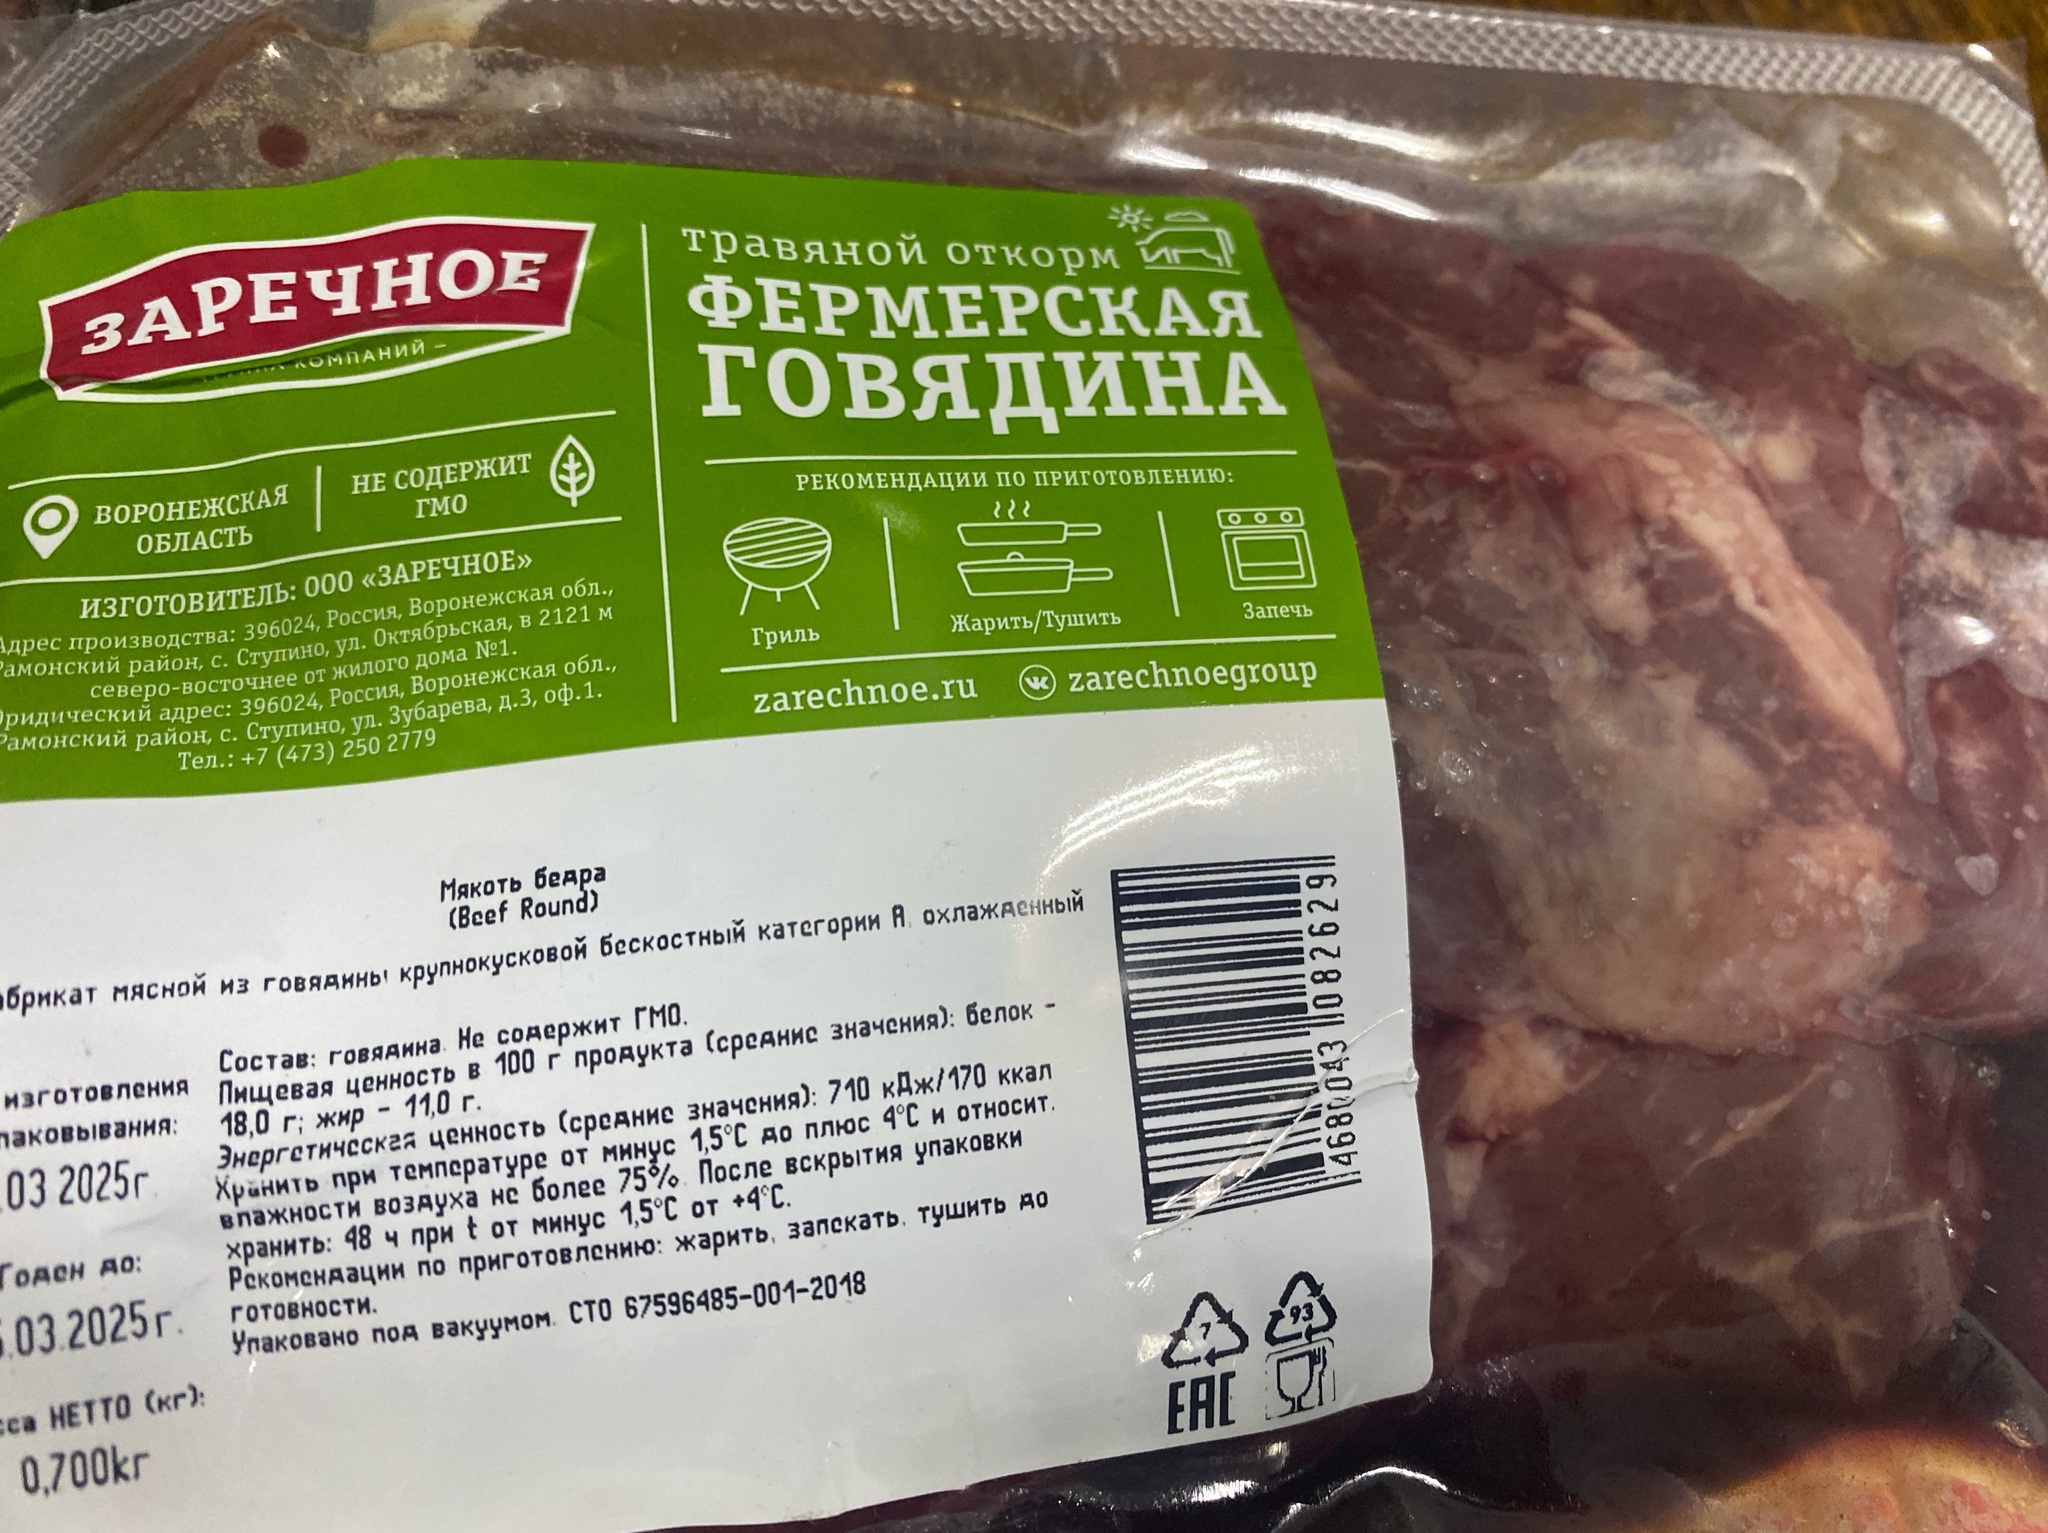 ЗАРЕЧНОЕ
КОМПАНИЙ –
ВОРОНЕЖСКАЯ
ОБЛАСТЬ
НЕ СОДЕРЖИТ
ГМО
ИЗГОТОВИТЕЛЬ: ООО «ЗАРЕЧНОЕ»
Адрес производства: 396024, Россия, Воронежская обл.,
Рамонский район, с. Ступино, ул. Октябрьская, в 2121 м
северо-восточнее от жилого дома №1.
Юридический адрес: 396024, Россия, Воронежская обл.,
Рамонский район, с. Ступино, ул. Зубарева, д.3, оф.1.
Тел.: +7 (473) 250 2779
травяной откорм
ФЕРМЕРСКАЯ
ГОВЯДИНА
РЕКОМЕНДАЦИИ ПО ПРИГОТОВЛЕНИЮ:
Гриль
Жарить/Тушить
Запечь
zarechnoe.ru
zarechnoegroup
Мякоть бедра
(Beef Round)
мясной из говядины крупнокусковой бескостный категории А, охлажденный
изготовления
03 2025г.
Годен до:
.03.2025г.
НЕТТО (кг):
0,700kг
Состав: говядина. Не содержит ГМО.
Пищевая ценность в 100 г продукта (средние значения): белок -
18,0 г; жир - 11,0 г.
Энергетическая ценность (средние значения): 710 кДж/170 ккал
Хранить при температуре от минус 1,5°С до плюс 4°С и относит.
влажности воздуха не более 75%. После вскрытия упаковки
хранить: 48 ч при t от минус 1,5°С от +4°С.
Рекомендации по приготовлению: жарить, запекать, тушить до
готовности.
Упаковано под вакуумом. СТО 67596485-001-2018
4680043 082629
7
93
EAC